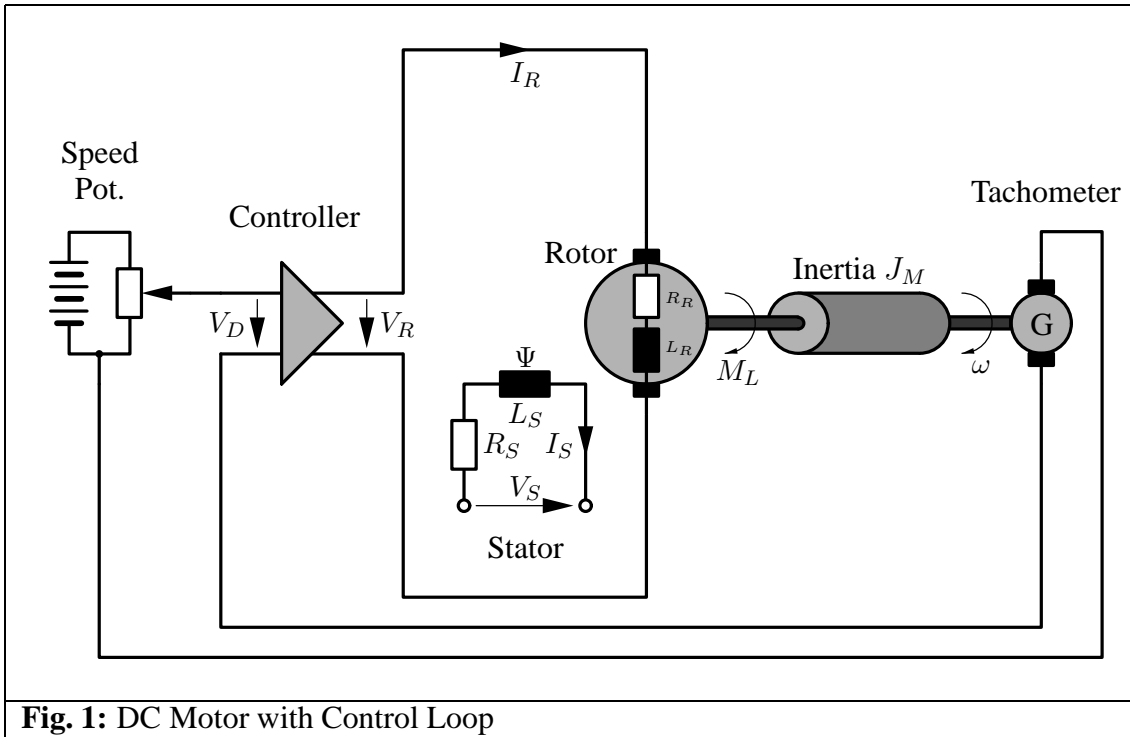 I_R
Speed
Pot.
Tachometer
Controller
Rotor
Inertia J_M
R_R
V_D
V_R
G
L_R
Ψ
M_L
ω
L_S
R_S
I_S
V_S
Stator
Fig. 1: DC Motor with Control Loop